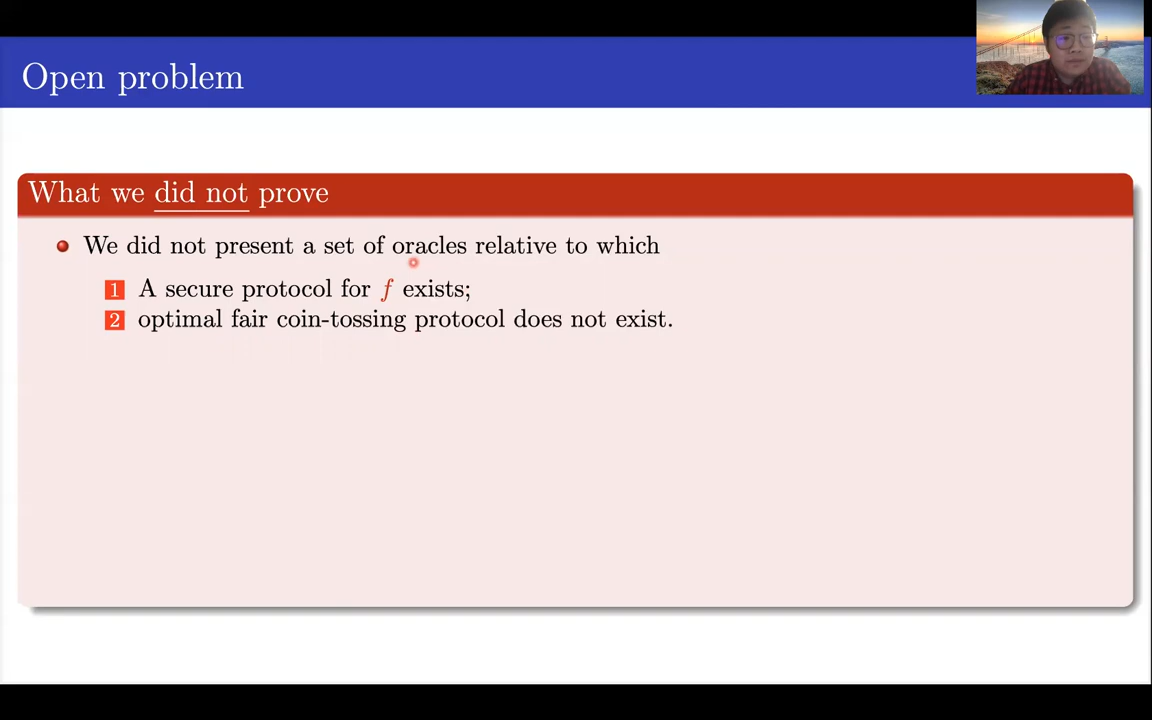 Open problem
What we did not prove
We did not present a set of oracles relative to which
1 A secure protocol for f exists;
2 optimal fair coin-tossing protocol does not exist.